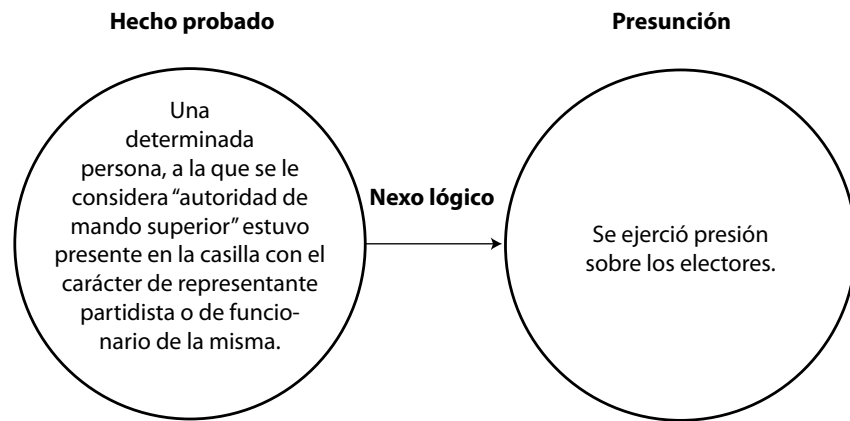 Hecho probado
Presunción
Una
determinada
persona, a la que se le
considera “autoridad de
mando superior” estuvo
presente en la casilla con el
carácter de representante
partidista o de funcio-
nario de la misma.
Nexo lógico
Se ejerció presión
sobre los electores.